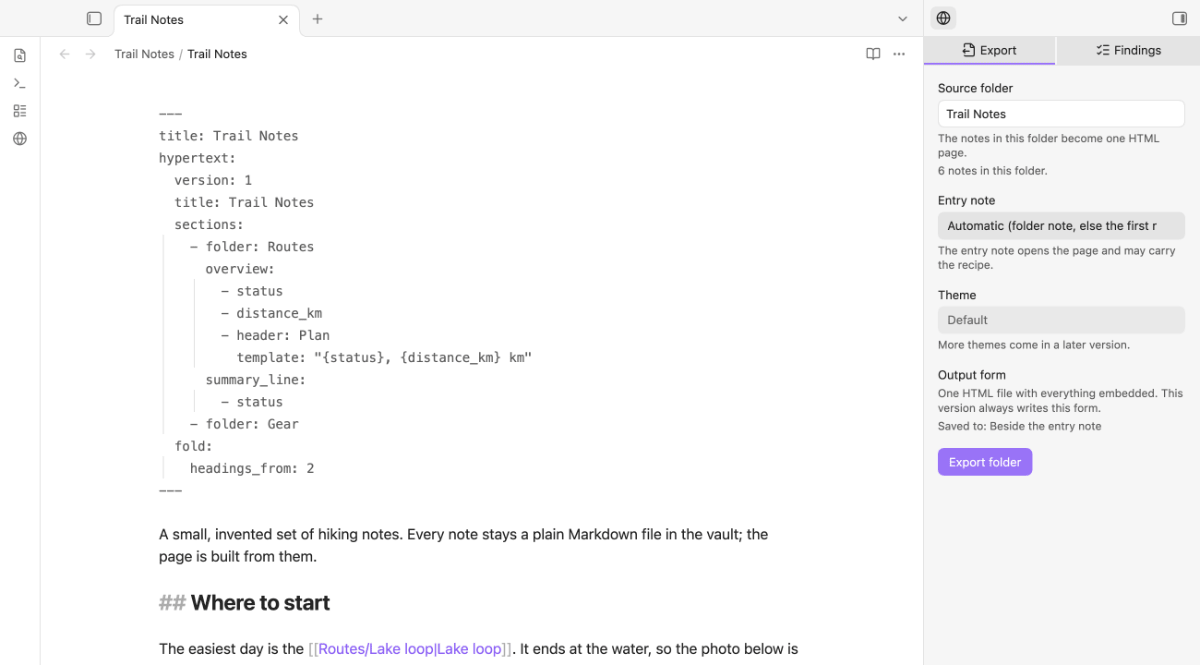 Trail Notes
Trail Notes / Trail Notes
---
title: Trail Notes
hypertext:
version: 1
title: Trail Notes
sections:
- folder: Routes
overview:
- status
- distance_km
- header: Plan
template: "{status}, {distance_km} km"
summary_line:
- status
- folder: Gear
fold:
headings_from: 2
---
A small, invented set of hiking notes. Every note stays a plain Markdown file in the vault; the
page is built from them.
## Where to start
The easiest day is the [[Routes/Lake loop|Lake loop]]. It ends at the water, so the photo below is
Export
Findings
Source folder
Trail Notes
The notes in this folder become one HTML
page.
6 notes in this folder.
Entry note
Automatic (folder note, else the first r
The entry note opens the page and may carry
the recipe.
Theme
Default
More themes come in a later version.
Output form
One HTML file with everything embedded. This
version always writes this form.
Saved to: Beside the entry note
Export folder